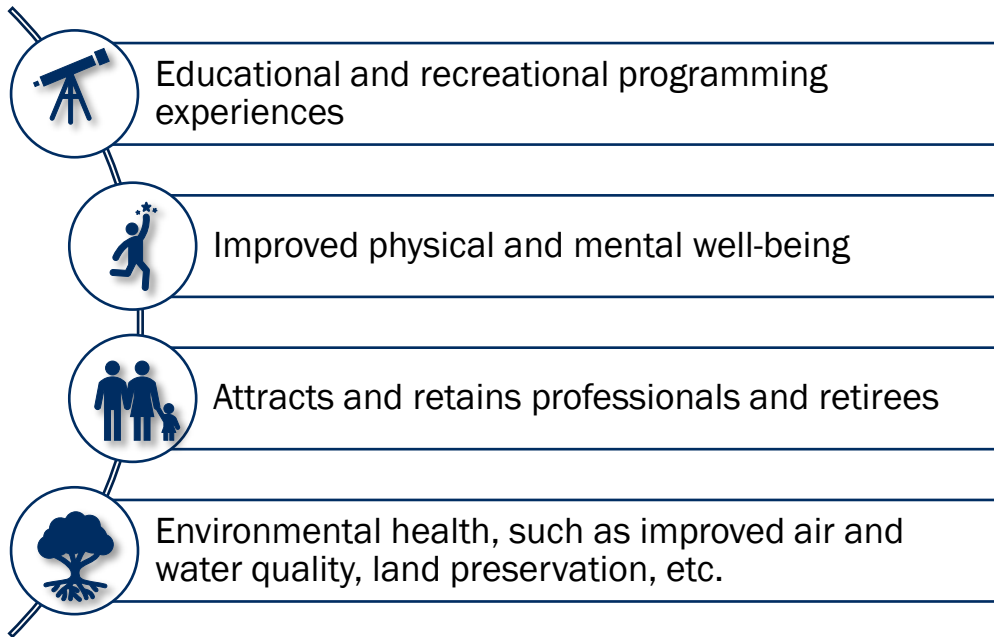 Educational and recreational programming
experiences
Improved physical and mental well-being
Attracts and retains professionals and retirees
Environmental health, such as improved air and
water quality, land preservation, etc.